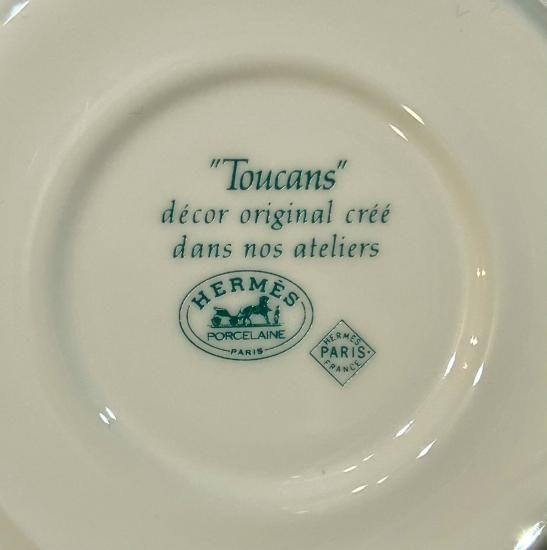 "Toucans"
décor original créé
dans nos ateliers
HERMÈS
PORCELAINE
PARIS
HERMÈS
PARIS
FRANCE